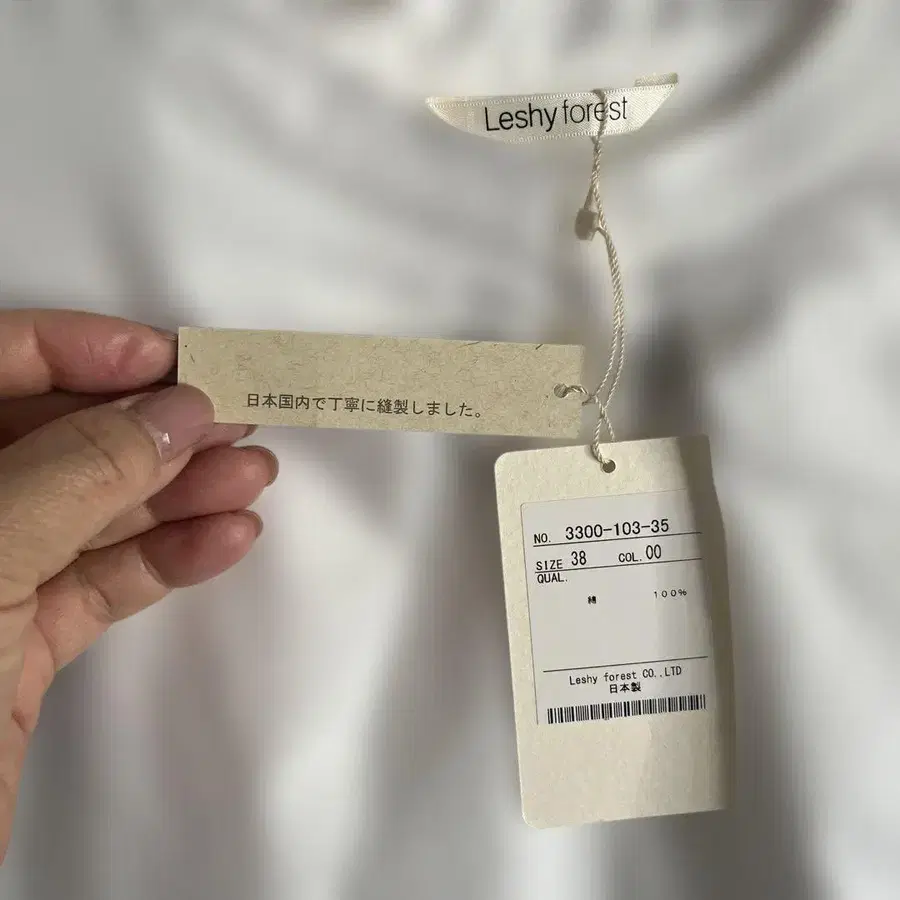 Leshy forest
日本国内で丁寧に縫製しました。
NO. 3300-103-35
SIZE 38 COL. 00
QUAL.
綿 100%
Leshy forest CO.,LTD
日本製